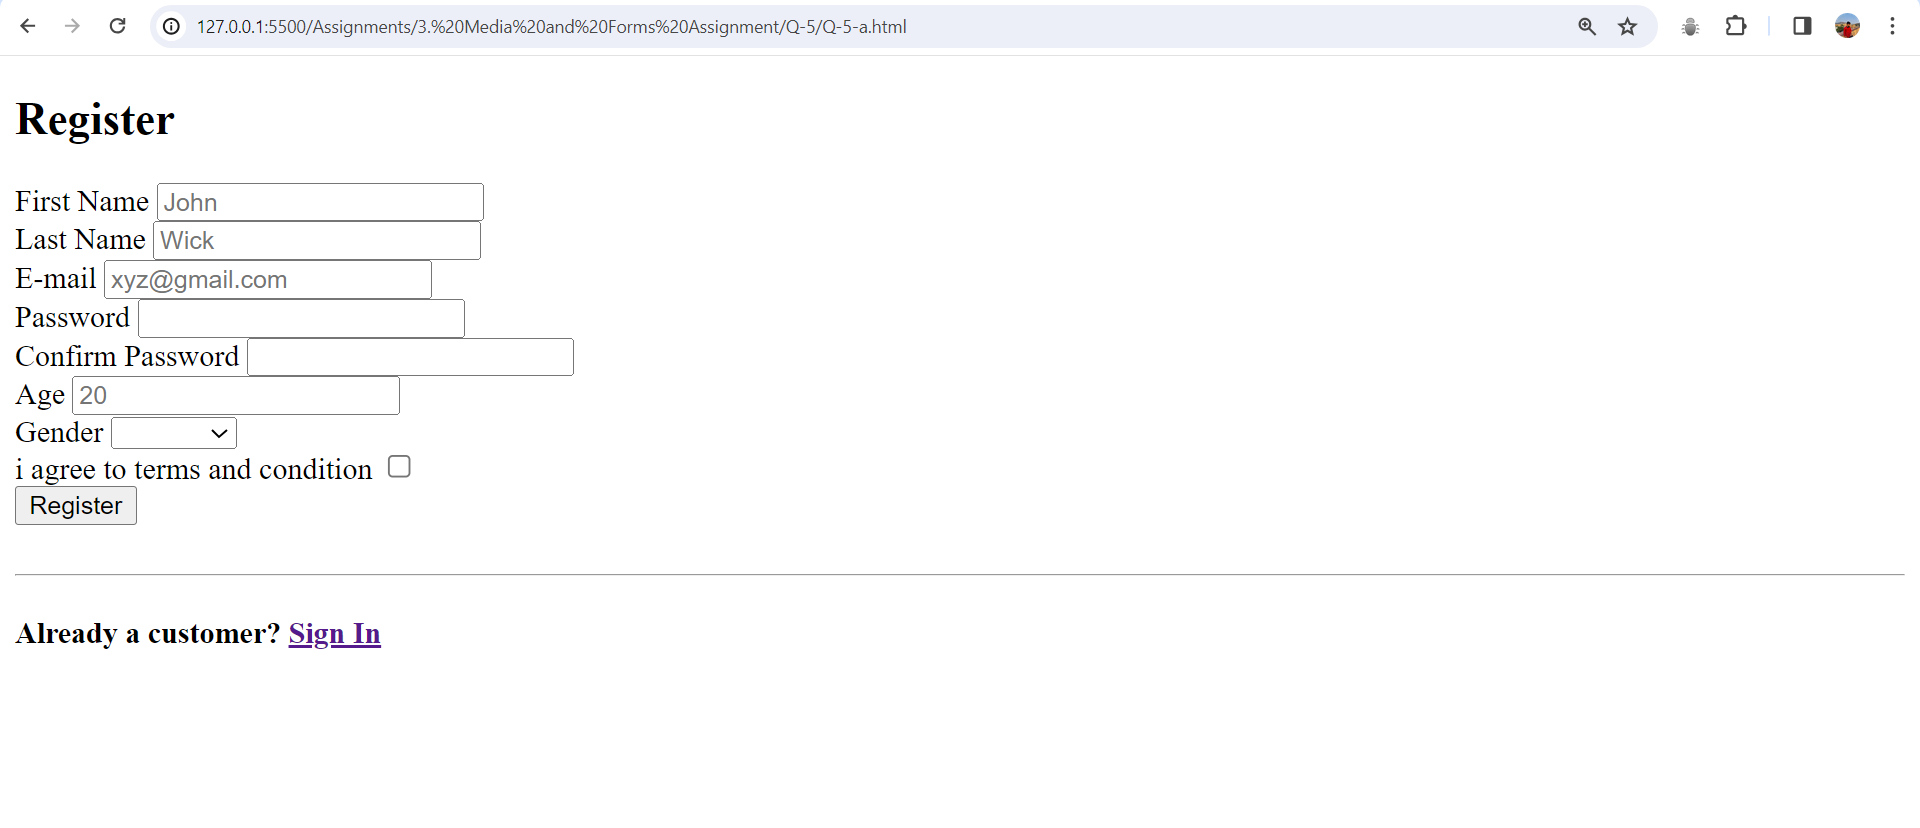 127.0.0.1:5500/Assignments/3.%20Media%20and%20Forms%20Assignment/Q-5/Q-5-a.html
Register
First Name John
Last Name Wick
E-mail xyz@gmail.com
Password
Confirm Password
Age 20
Gender
i agree to terms and condition
Register
Already a customer? Sign In